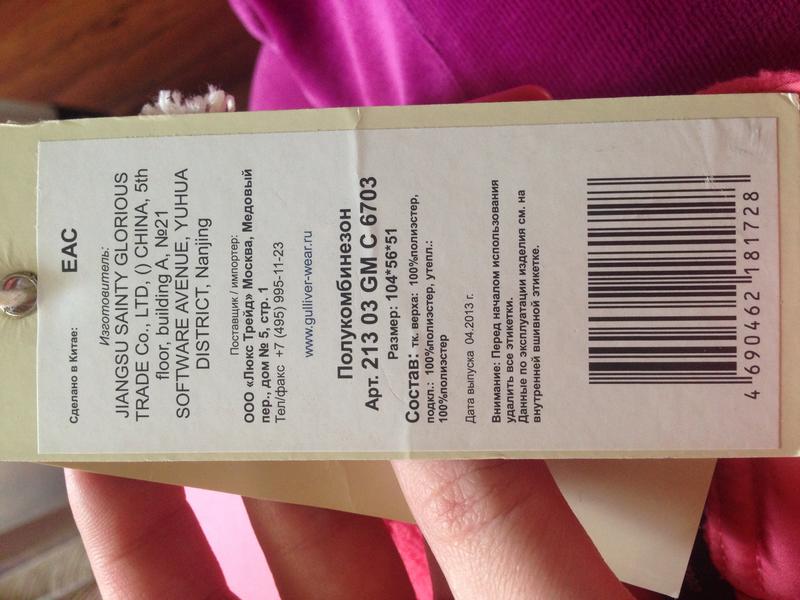 Сделано в Китае: ЕАС
Изготовитель:
JIANGSU SAINTY GLORIOUS
TRADE Co., LTD, () CHINA, 5th
floor, building A, №21
SOFTWARE AVENUE, YUHUA
DISTRICT, Nanjing
Поставщик / импортер:
ООО «Люкс Трейд» Москва, Медовый
пер., дом № 5, стр. 1
Тел/факс +7 (495) 995-11-23
www.gulliver-wear.ru
Полукомбинезон
Арт. 213 03 GM C 6703
Размер: 104*56*51
Состав: тк. верха: 100%полиэстер,
подкл.: 100%полиэстер, утепл.:
100%полиэстер
Дата выпуска 04.2013 г.
Внимание: Перед началом использования
удалить все этикетки.
Данные по эксплуатации изделия см. на
внутренней вшивной этикетке.
4 690462 181728